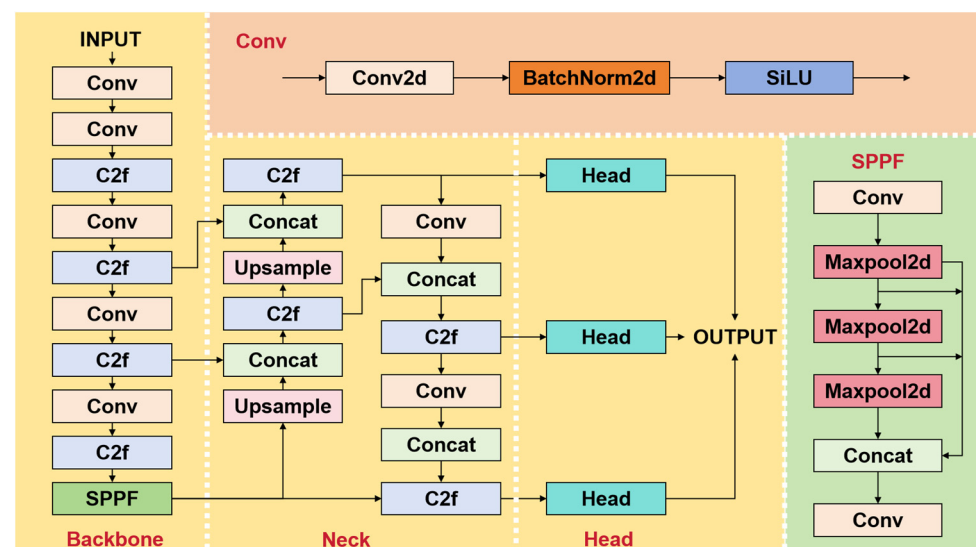 INPUT
Conv
Conv
C2f
Conv
C2f
Conv
C2f
Conv
C2f
SPPF
Backbone
Conv
Conv2d
BatchNorm2d
SiLU
C2f
Concat
Upsample
C2f
Concat
Upsample
Conv
Concat
C2f
Conv
Concat
C2f
Neck
Head
Head
Head
OUTPUT
Head
SPPF
Conv
Maxpool2d
Maxpool2d
Maxpool2d
Concat
Conv